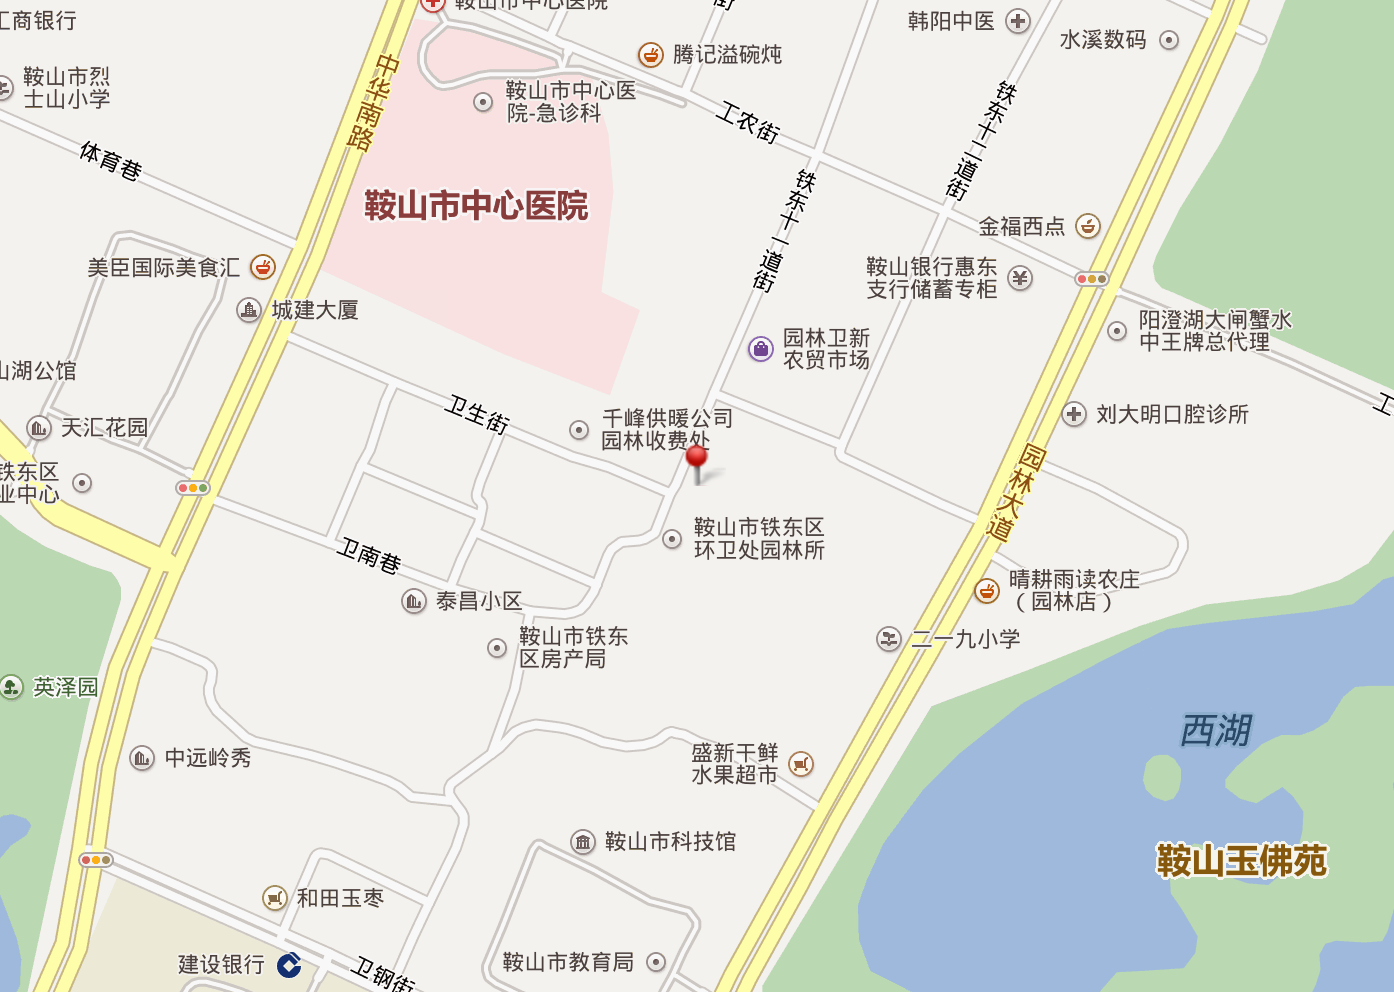 工商银行
鞍山市中心医院
街
韩阳中医
水溪数码
腾记溢碗炖
鞍山市烈
士山小学
中华南路
鞍山市中心医
院-急诊科
工农街
铁东十二道街
体育巷
铁东十一道街
鞍山市中心医院
金福西点
美臣国际美食汇
鞍山银行惠东
支行储蓄专柜
城建大厦
阳澄湖大闸蟹水
中王牌总代理
园林卫新
农贸市场
山湖公馆
工
卫生街
千峰供暖公司
园林收费处
刘大明口腔诊所
天汇花园
园林大道
铁东区
业中心
鞍山市铁东区
环卫处园林所
卫南巷
晴耕雨读农庄
（园林店）
泰昌小区
鞍山市铁东
区房产局
二一九小学
英泽园
西湖
中远岭秀
盛新干鲜
水果超市
鞍山市科技馆
鞍山玉佛苑
和田玉枣
建设银行
卫钢街
鞍山市教育局